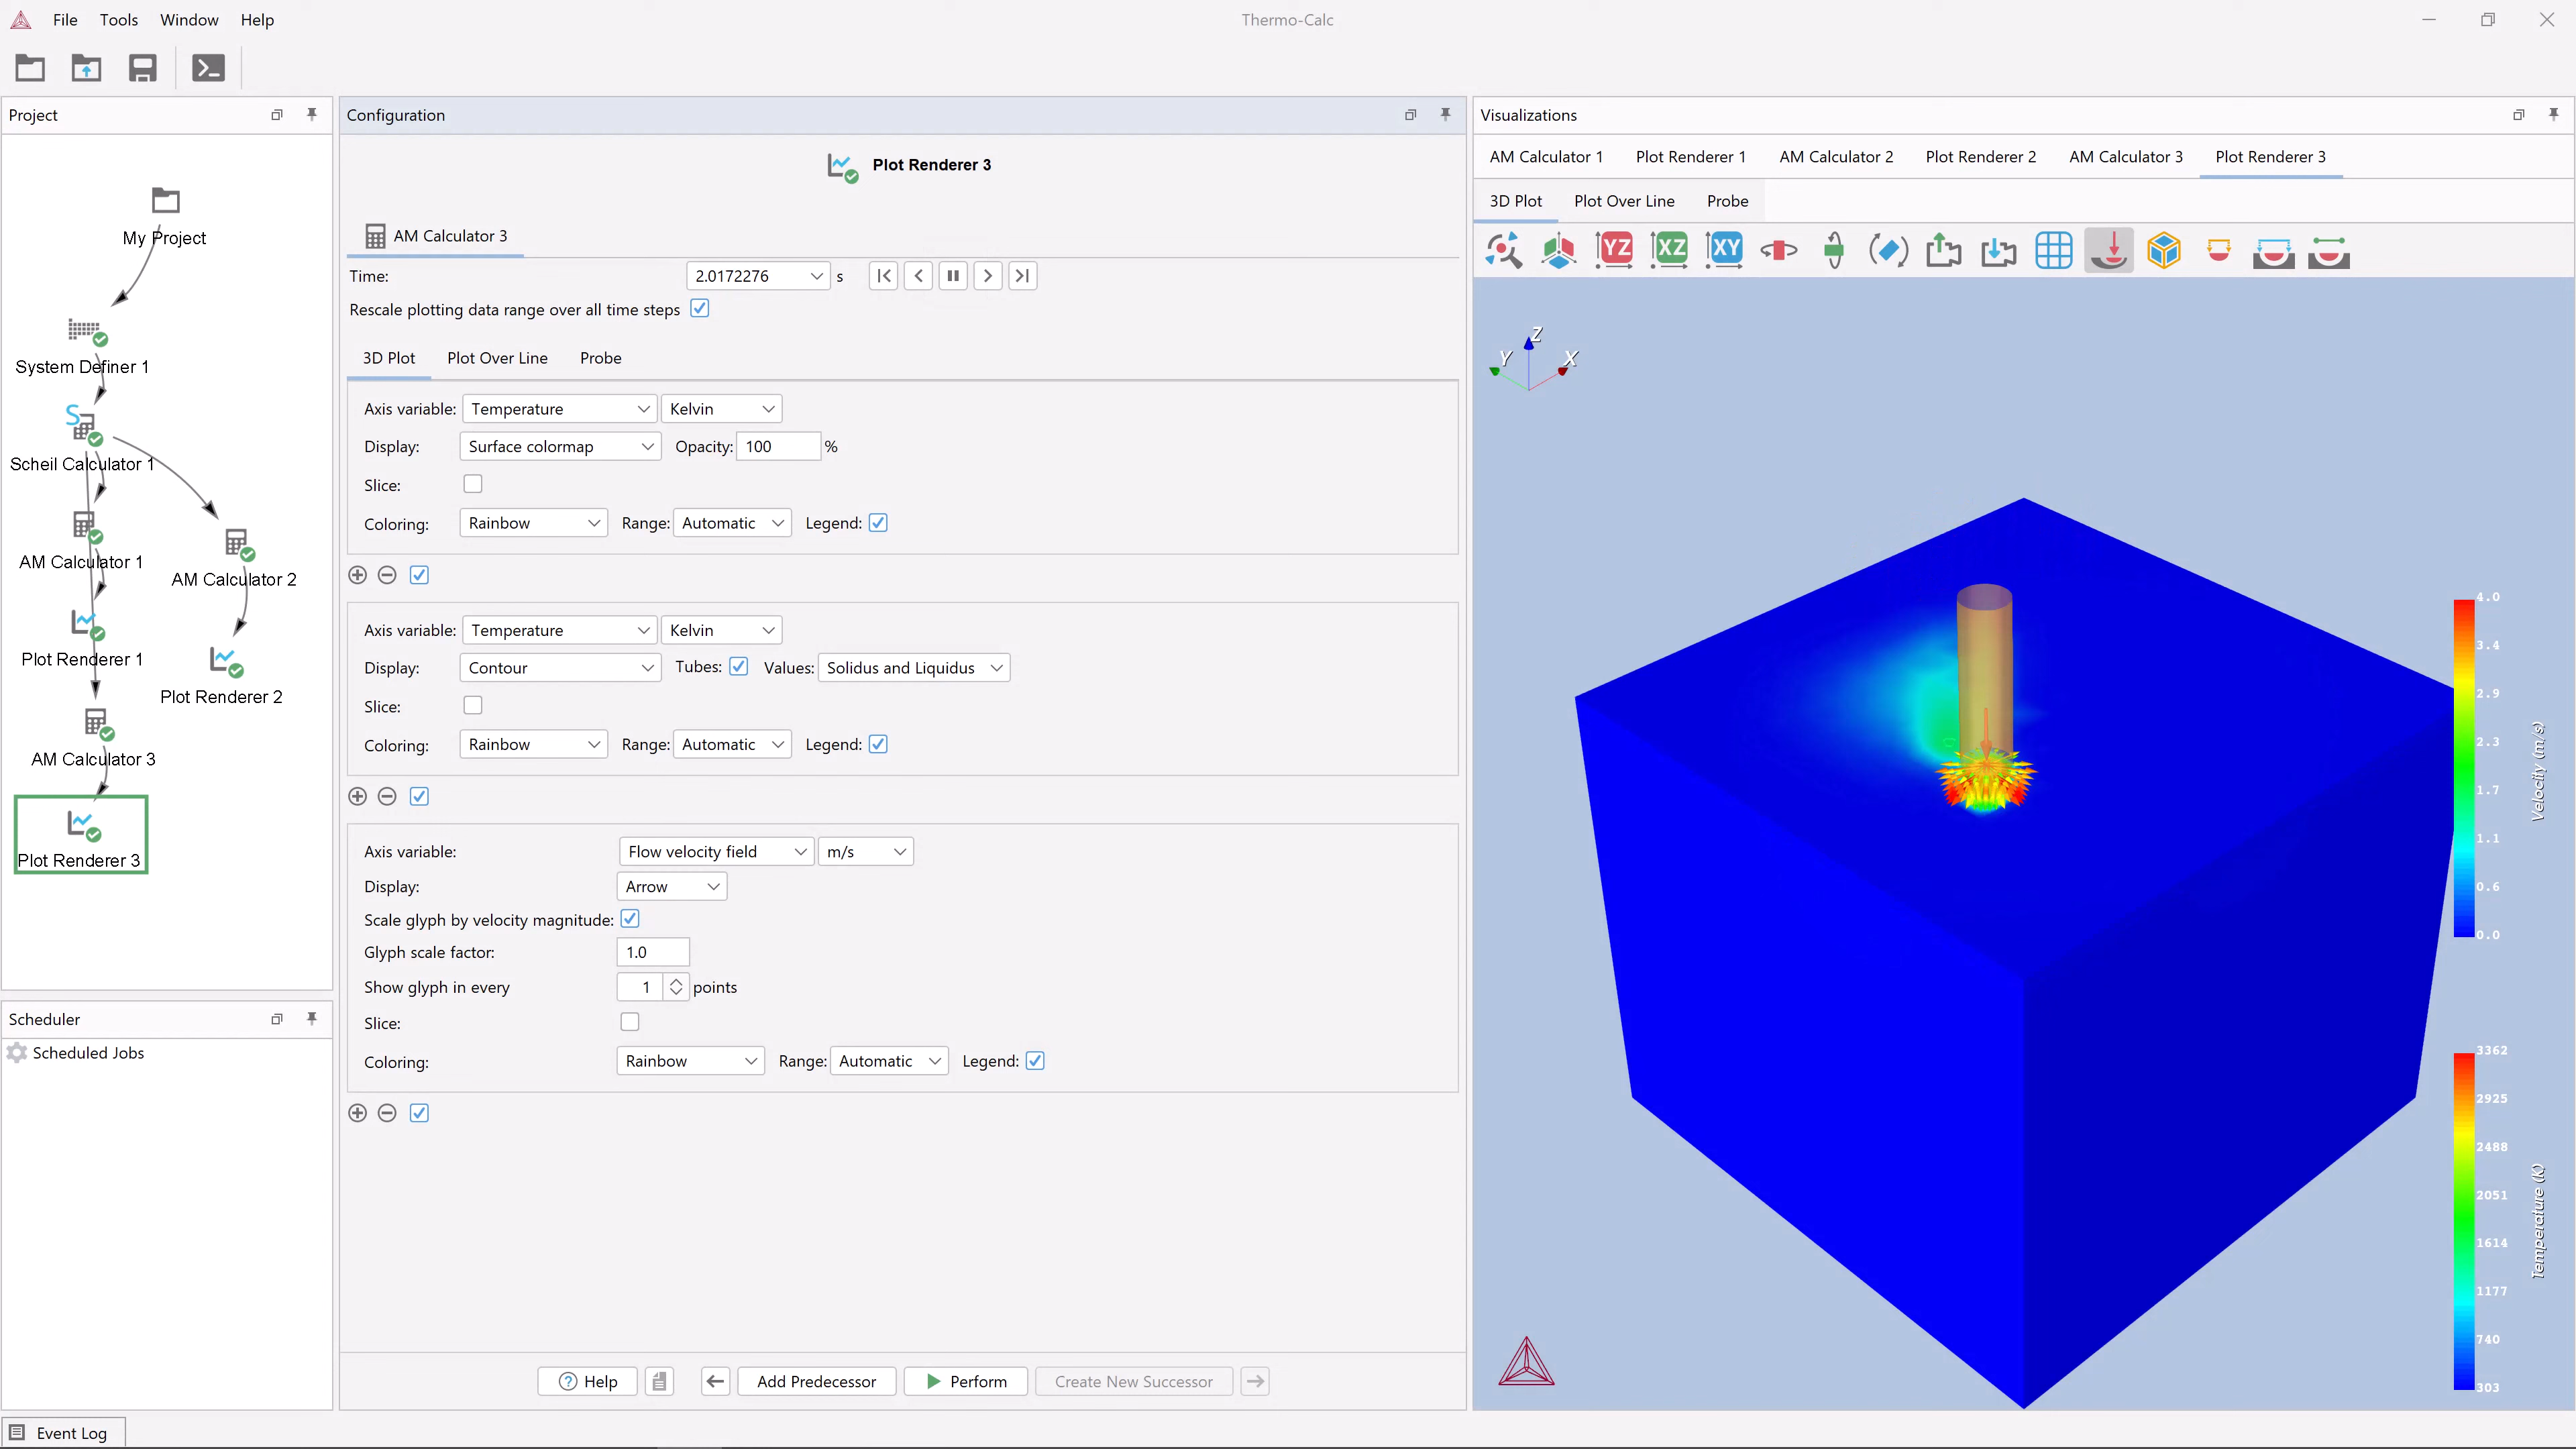 File Tools Window Help
Thermo-Calc
Project
My Project
System Definer 1
S
Scheil Calculator 1
AM Calculator 1
AM Calculator 2
Plot Renderer 1
Plot Renderer 2
AM Calculator 3
Plot Renderer 3
Scheduler
Scheduled Jobs
Event Log
Configuration
Plot Renderer 3
AM Calculator 3
Time: 2.0172276 s
Rescale plotting data range over all time steps
3D Plot Plot Over Line Probe
Axis variable: Temperature Kelvin
Display: Surface colormap Opacity: 100 %
Slice:
Coloring: Rainbow Range: Automatic Legend:
Axis variable: Temperature Kelvin
Display: Contour Tubes: Values: Solidus and Liquidus
Slice:
Coloring: Rainbow Range: Automatic Legend:
Axis variable: Flow velocity field m/s
Display: Arrow
Scale glyph by velocity magnitude:
Glyph scale factor: 1.0
Show glyph in every 1 points
Slice:
Coloring: Rainbow Range: Automatic Legend:
Help Add Predecessor Perform Create New Successor
Visualizations
AM Calculator 1 Plot Renderer 1 AM Calculator 2 Plot Renderer 2 AM Calculator 3 Plot Renderer 3
3D Plot Plot Over Line Probe
YZ XZ XY
Z
Y X
4.0
3.4
2.9
2.3
1.7
1.1
0.6
0.0
Velocity (m/s)
3362
2925
2488
2051
1614
1177
740
303
Temperature (K)